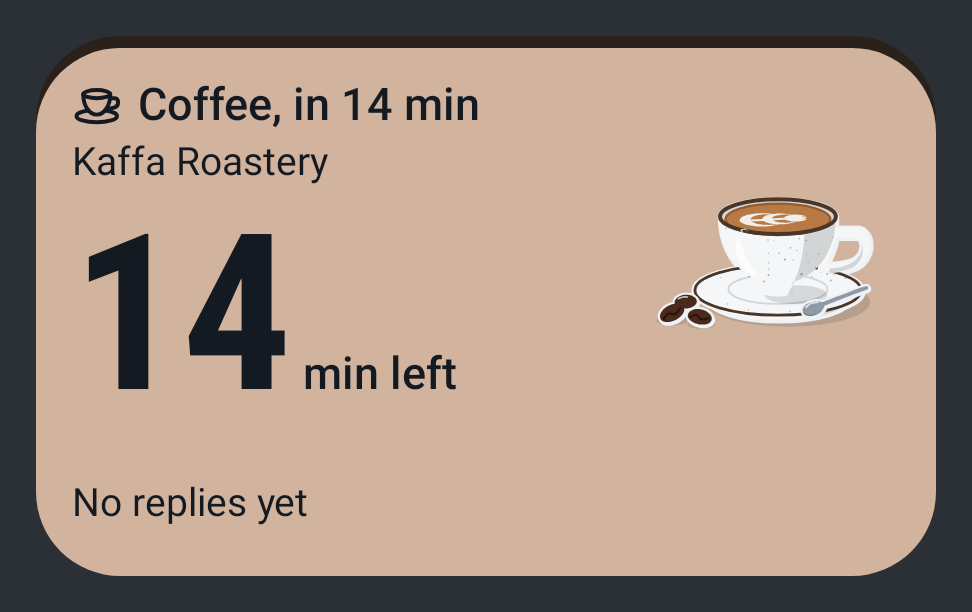 Coffee, in 14 min
Kaffa Roastery
14 min left
No replies yet